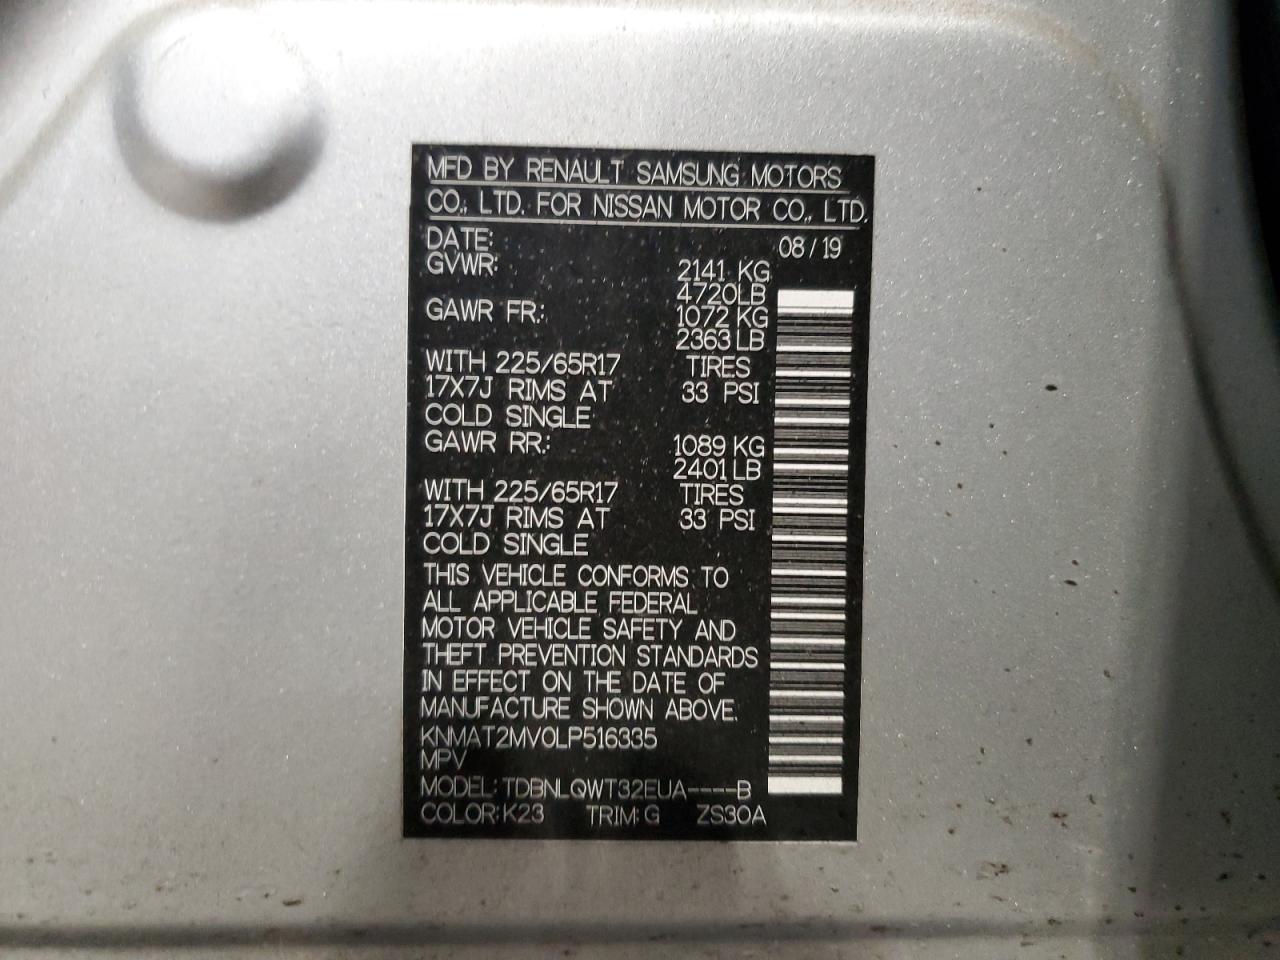 MFD BY RENAULT SAMSUNG MOTORS
CO., LTD. FOR NISSAN MOTOR CO., LTD.
DATE: 08/19
GVWR: 2141 KG
4720LB
GAWR FR.: 1072 KG
2363 LB
WITH 225/65R17 TIRES
17X7J RIMS AT 33 PSI
COLD SINGLE
GAWR RR.: 1089 KG
2401 LB
WITH 225/65R17 TIRES
17X7J RIMS AT 33 PSI
COLD SINGLE
THIS VEHICLE CONFORMS TO
ALL APPLICABLE FEDERAL
MOTOR VEHICLE SAFETY AND
THEFT PREVENTION STANDARDS
IN EFFECT ON THE DATE OF
MANUFACTURE SHOWN ABOVE.
KNMAT2MV0LP516335
MPV
MODEL: TDBNLQWT32EUA----B
COLOR: K23 TRIM: G ZS30A